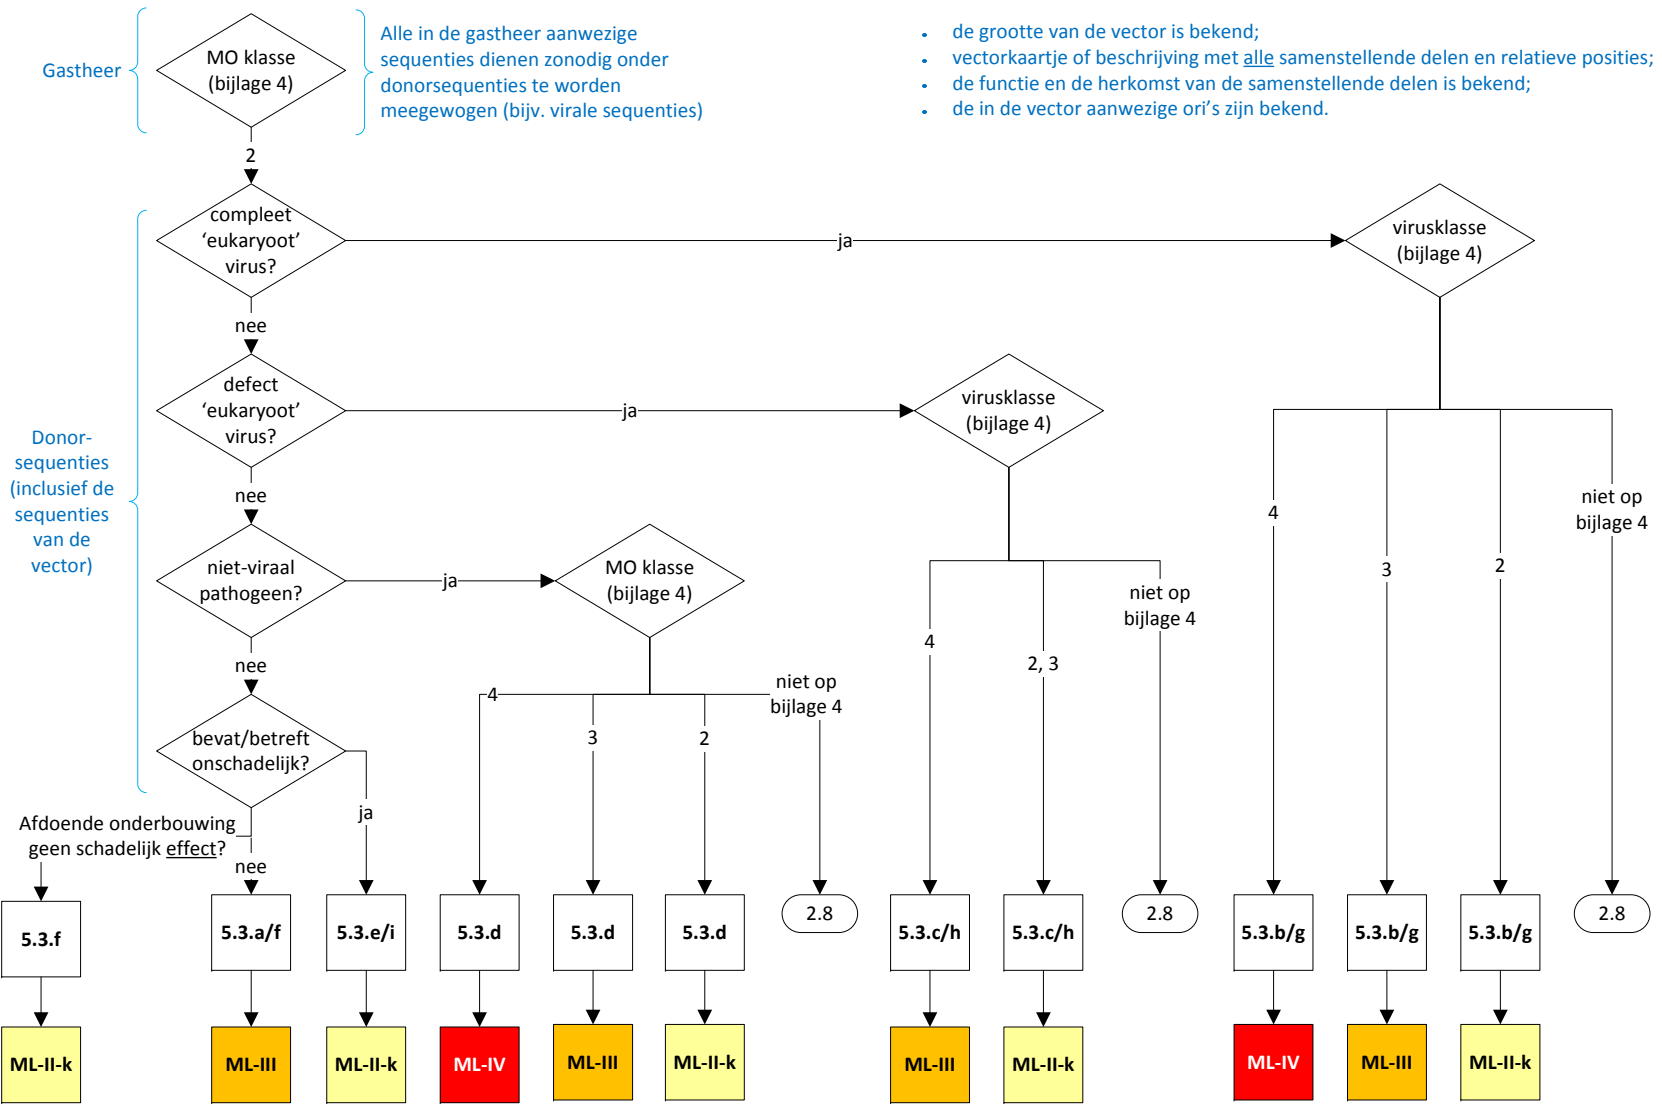 Gastheer
MO klasse
(bijlage 4)
Alle in de gastheer aanwezige
sequenties dienen zonodig onder
donorsequenties te worden
meegewogen (bijv. virale sequenties)
• de grootte van de vector is bekend;
• vectorkaartje of beschrijving met alle samenstellende delen en relatieve posities;
• de functie en de herkomst van de samenstellende delen is bekend;
• de in de vector aanwezige ori's zijn bekend.
2
compleet
‘eukaryoot’
virus?
ja
virusklasse
(bijlage 4)
nee
defect
‘eukaryoot’
virus?
ja
virusklasse
(bijlage 4)
Donor-
sequenties
(inclusief de
sequenties
van de
vector)
nee
niet-viraal
pathogeen?
ja
MO klasse
(bijlage 4)
nee
bevat/betreft
onschadelijk?
ja
Afdoende onderbouwing
geen schadelijk effect?
nee
4
3
2
niet op
bijlage 4
4
2, 3
niet op
bijlage 4
4
3
2
niet op
bijlage 4
5.3.f
5.3.a/f
5.3.e/i
5.3.d
5.3.d
5.3.d
2.8
5.3.c/h
5.3.c/h
2.8
5.3.b/g
5.3.b/g
5.3.b/g
2.8
ML-II-k
ML-III
ML-II-k
ML-IV
ML-III
ML-II-k
ML-III
ML-II-k
ML-IV
ML-III
ML-II-k